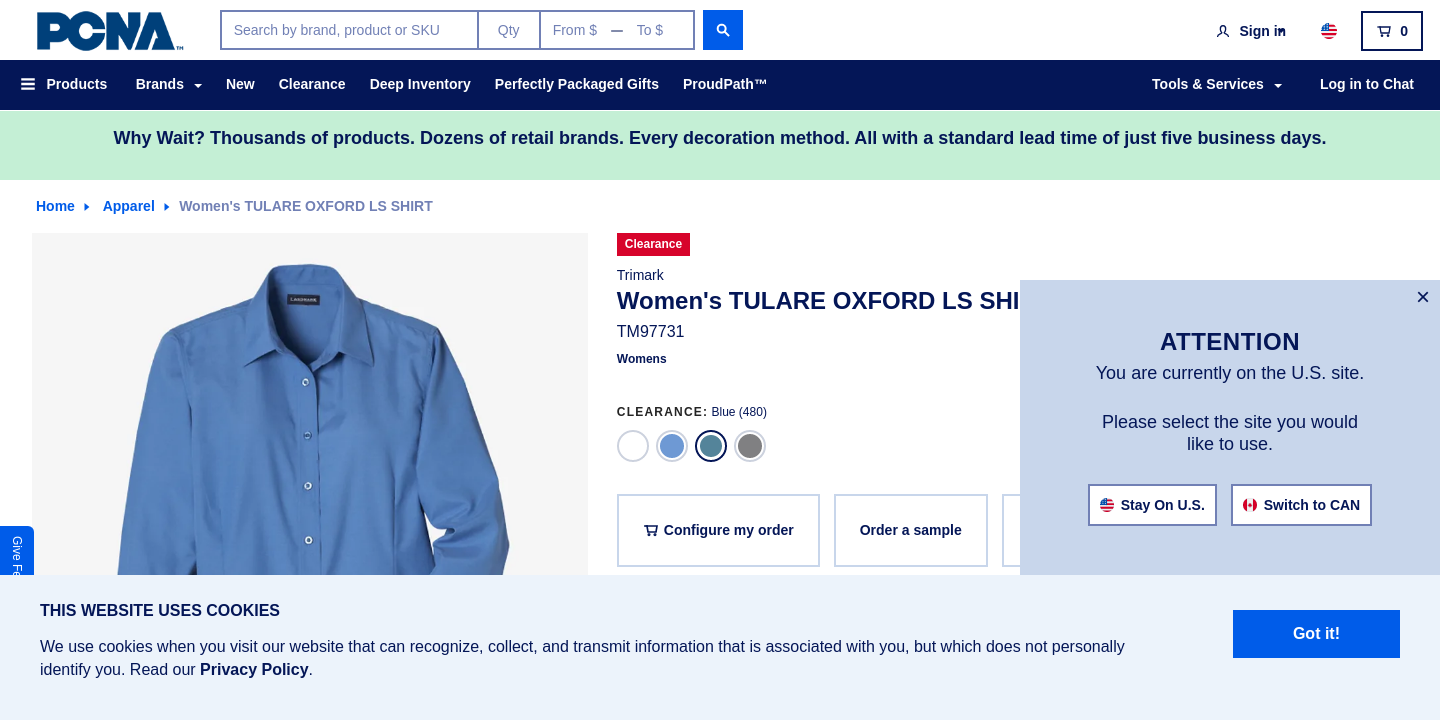 PCNA™
Search by brand, product or SKU
Qty
From $ — To $
Sign in
0
Products
Brands
New
Clearance
Deep Inventory
Perfectly Packaged Gifts
ProudPath™
Tools & Services
Log in to Chat
Why Wait? Thousands of products. Dozens of retail brands. Every decoration method. All with a standard lead time of just five business days.
Home
Apparel
Women's TULARE OXFORD LS SHIRT
Clearance
Trimark
Women's TULARE OXFORD LS SHI
TM97731
Womens
CLEARANCE: Blue (480)
Configure my order
Order a sample
×
ATTENTION
You are currently on the U.S. site.
Please select the site you would
like to use.
Stay On U.S.
Switch to CAN
Give Fe
THIS WEBSITE USES COOKIES
We use cookies when you visit our website that can recognize, collect, and transmit information that is associated with you, but which does not personally
identify you. Read our Privacy Policy.
Got it!